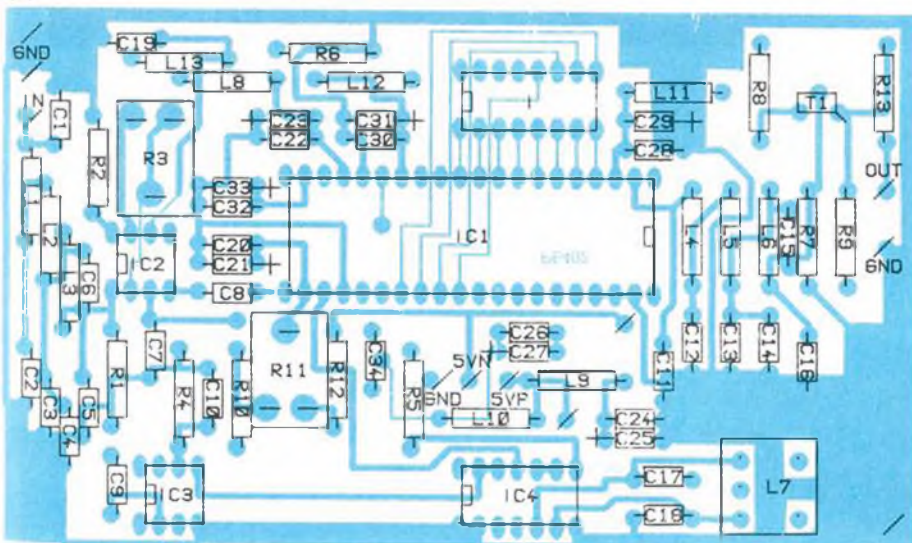 GND
C19
L13
L8
R6
L12
L11
R8
T1
R13
IN
C1
R2
R3
C23
C22
C31
C30
C29
C28
OUT
L1
L2
L3
C6
IC2
C33
C32
C20
C21
C8
IC1
L4
L5
L6
C15
R7
R9
GND
C2
C3
C4
C5
R1
C7
R4
C10
R10
R11
R12
C34
R5
5VN
GND
5VP
L10
C26
C27
L9
C24
C25
C11
C12
C13
C14
C16
C9
IC3
IC4
C17
C18
L7